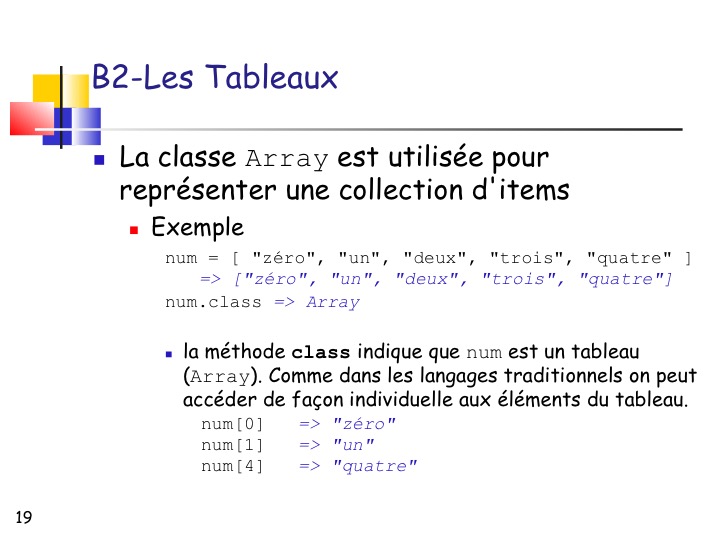 B2-Les Tableaux
La classe Array est utilisée pour
représenter une collection d'items
Exemple
num = [ "zéro", "un", "deux", "trois", "quatre" ]
=> ["zéro", "un", "deux", "trois", "quatre"]
num.class => Array
la méthode class indique que num est un tableau
(Array). Comme dans les langages traditionnels on peut
accéder de façon individuelle aux éléments du tableau.
num[0] => "zéro"
num[1] => "un"
num[4] => "quatre"
19